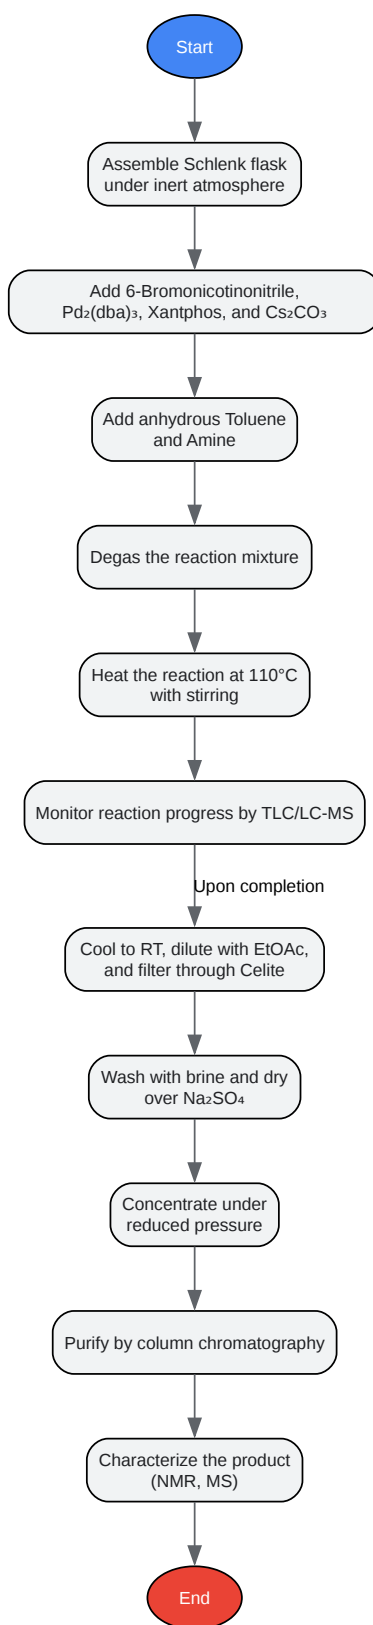 Start
Assemble Schlenk flask
under inert atmosphere
Add 6-Bromonicotinonitrile,
Pd₂(dba)₃, Xantphos, and Cs₂CO₃
Add anhydrous Toluene
and Amine
Degas the reaction mixture
Heat the reaction at 110°C
with stirring
Monitor reaction progress by TLC/LC-MS
Upon completion
Cool to RT, dilute with EtOAc,
and filter through Celite
Wash with brine and dry
over Na₂SO₄
Concentrate under
reduced pressure
Purify by column chromatography
Characterize the product
(NMR, MS)
End